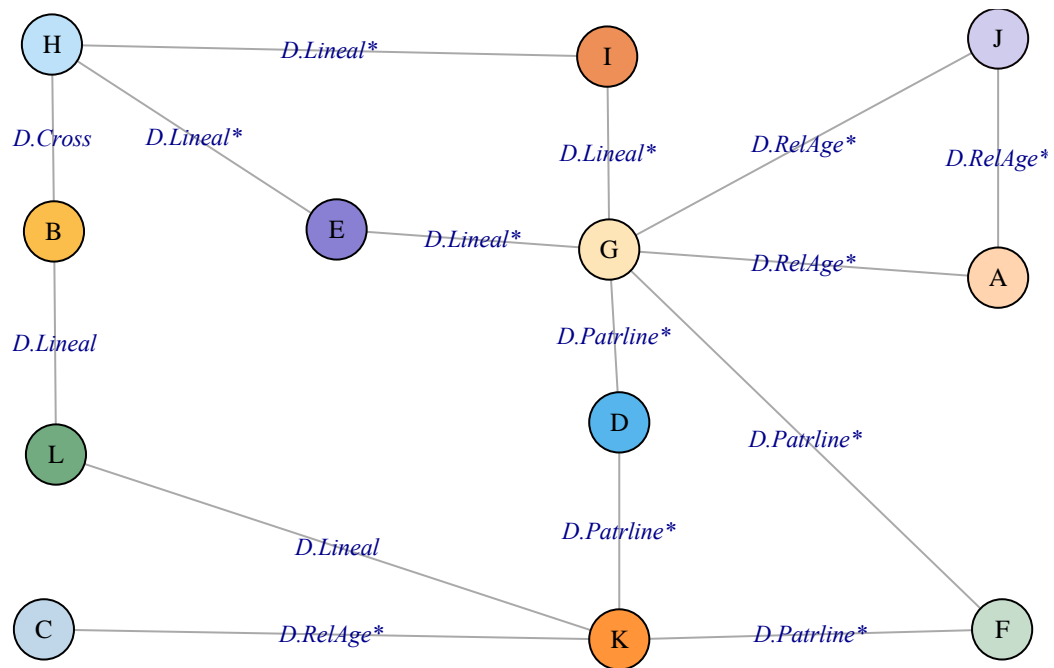 H
D.Lineal*
I
J
D.Cross
D.Lineal*
D.Lineal*
D.RelAge*
D.RelAge*
B
E
D.Lineal*
G
D.RelAge*
A
D.Lineal
D.Patrline*
D
D.Patrline*
L
D.Lineal
D.Patrline*
C
D.RelAge*
K
D.Patrline*
F